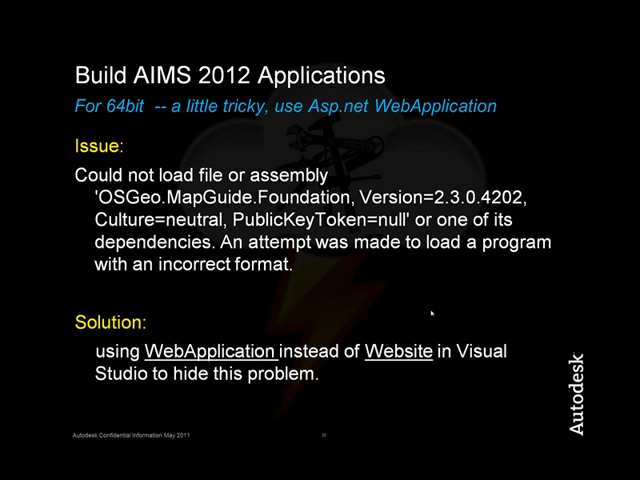 Build AIMS 2012 Applications
For 64bit -- a little tricky, use Asp.net WebApplication
Issue:
Could not load file or assembly
'OSGeo.MapGuide.Foundation, Version=2.3.0.4202,
Culture=neutral, PublicKeyToken=null' or one of its
dependencies. An attempt was made to load a program
with an incorrect format.
Solution:
using WebApplication instead of Website in Visual
Studio to hide this problem.
Autodesk
Autodesk Confidential Information May 2011